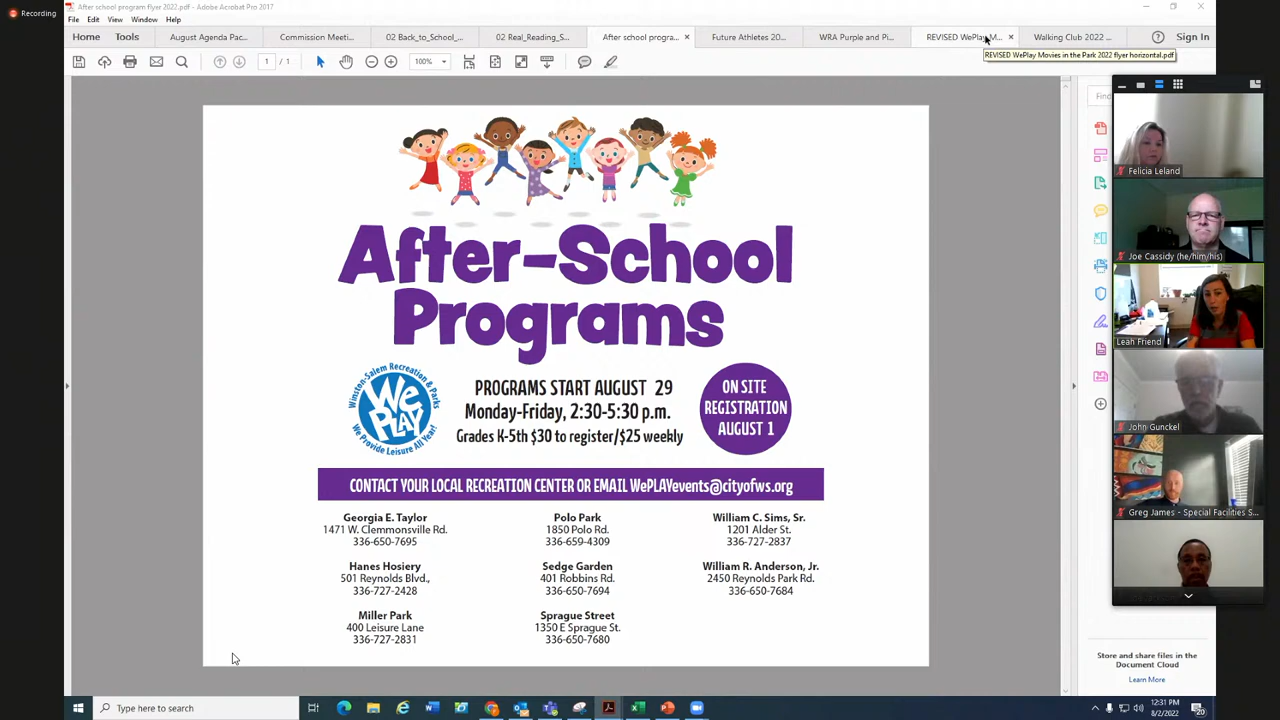 Recording
After school program flyer 2022.pdf - Adobe Acrobat Pro 2017
File Edit View Window Help
Home Tools August Agenda Pac... Commission Meeti... 02 Back_to_School_... 02 Real_Reading_S... After school progra... × Future Athletes 20... WRA Purple and Pi... REVISED WePlay M... × Walking Club 2022 ... ? Sign In
REVISED WePlay Movies in the Park 2022 flyer horizontal.pdf
1 100%
Find
After-School
Programs
Winston-Salem Recreation & Parks
We PLAY
We Provide Leisure All Year!
PROGRAMS START AUGUST 29
Monday-Friday, 2:30-5:30 p.m.
Grades K-5th $30 to register/$25 weekly
ON SITE
REGISTRATION
AUGUST 1
CONTACT YOUR LOCAL RECREATION CENTER OR EMAIL WePLAYevents@cityofws.org
Georgia E. Taylor
1471 W. Clemmonsville Rd.
336-650-7695
Hanes Hosiery
501 Reynolds Blvd.,
336-727-2428
Miller Park
400 Leisure Lane
336-727-2831
Polo Park
1850 Polo Rd.
336-659-4309
Sedge Garden
401 Robbins Rd.
336-650-7694
Sprague Street
1350 E Sprague St.
336-650-7680
William C. Sims, Sr.
1201 Alder St.
336-727-2837
William R. Anderson, Jr.
2450 Reynolds Park Rd.
336-650-7684
Felicia Leland
Joe Cassidy (he/him/his)
Leah Friend
John Gunckel
Greg James - Special Facilities S...
Store and share files in the
Document Cloud
Learn More
Type here to search
12:31 PM
8/2/2022
20